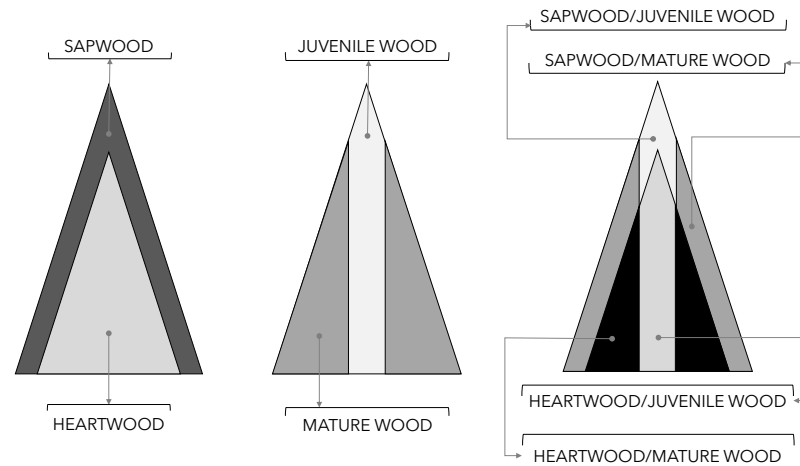 SAPWOOD
HEARTWOOD
JUVENILE WOOD
MATURE WOOD
SAPWOOD/JUVENILE WOOD
SAPWOOD/MATURE WOOD
HEARTWOOD/JUVENILE WOOD
HEARTWOOD/MATURE WOOD